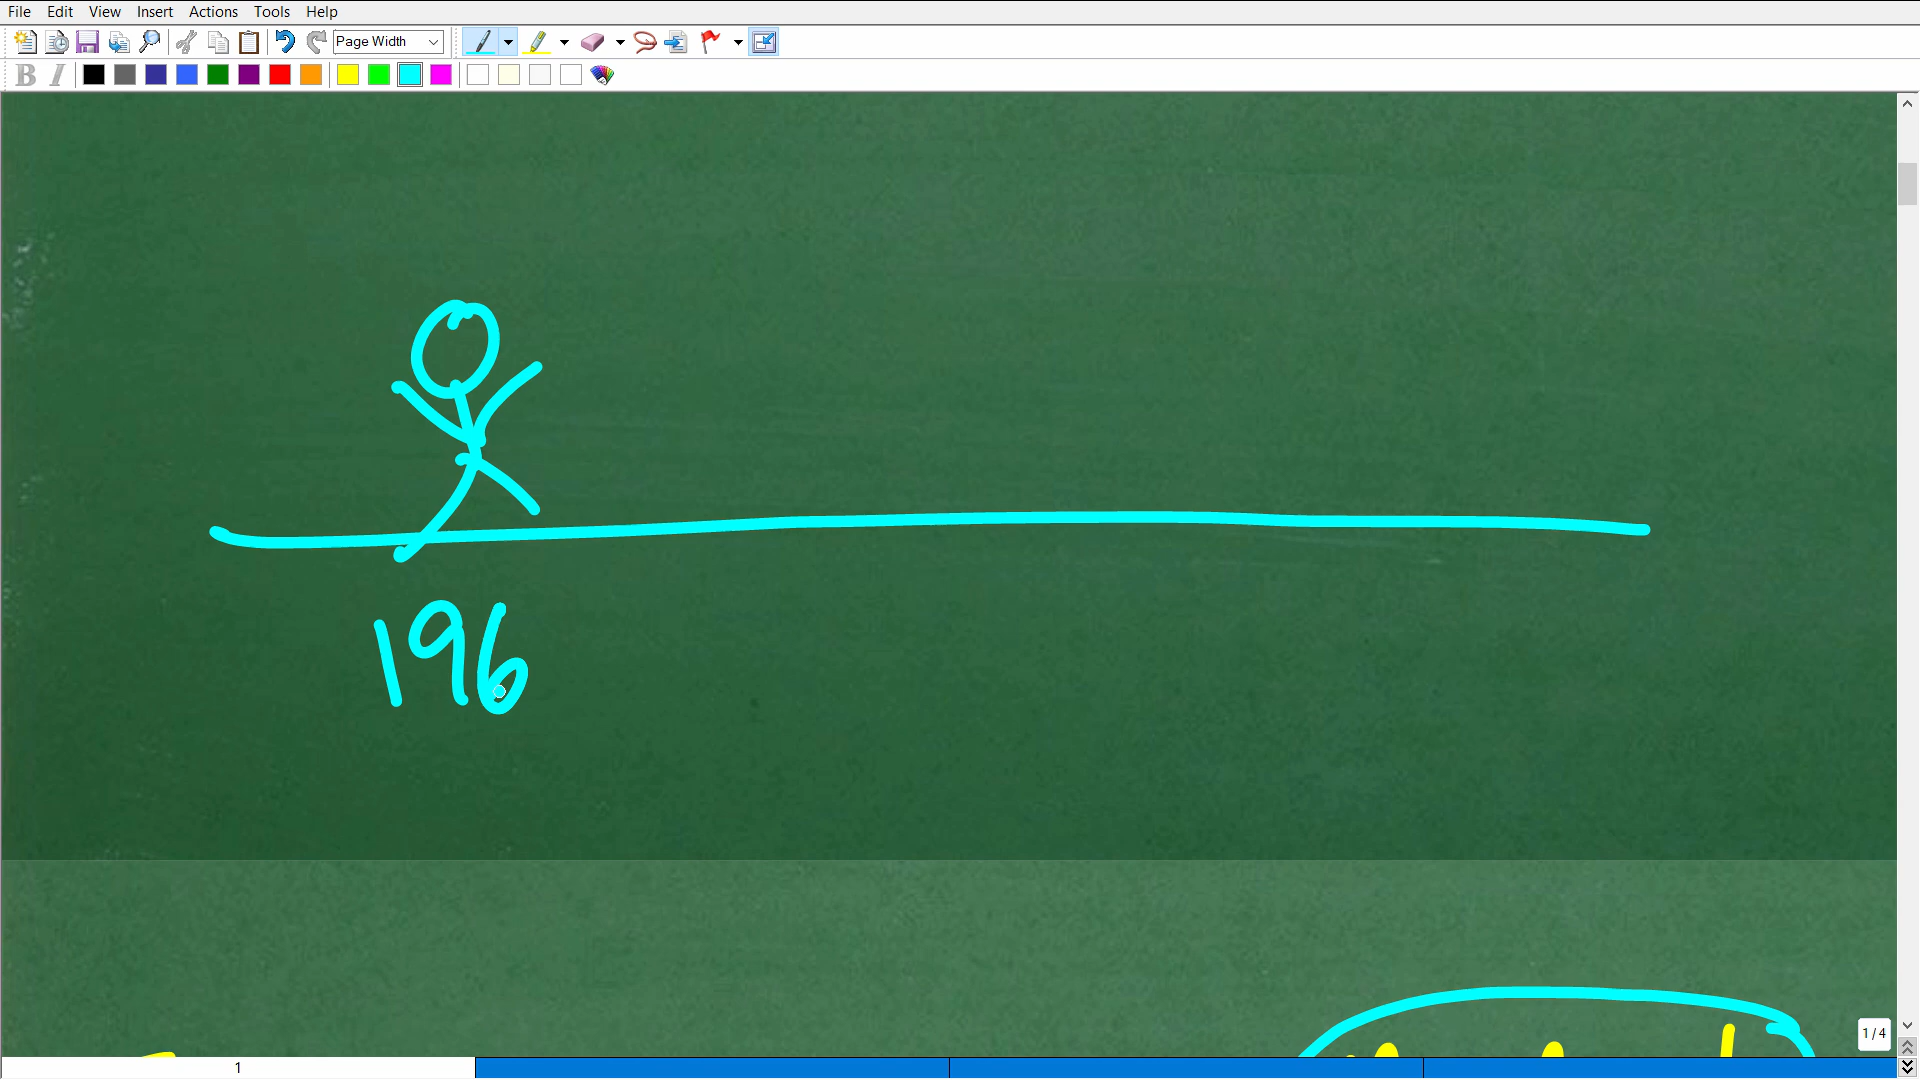 File Edit View Insert Actions Tools Help
Page Width
B I
196
1 / 4
1